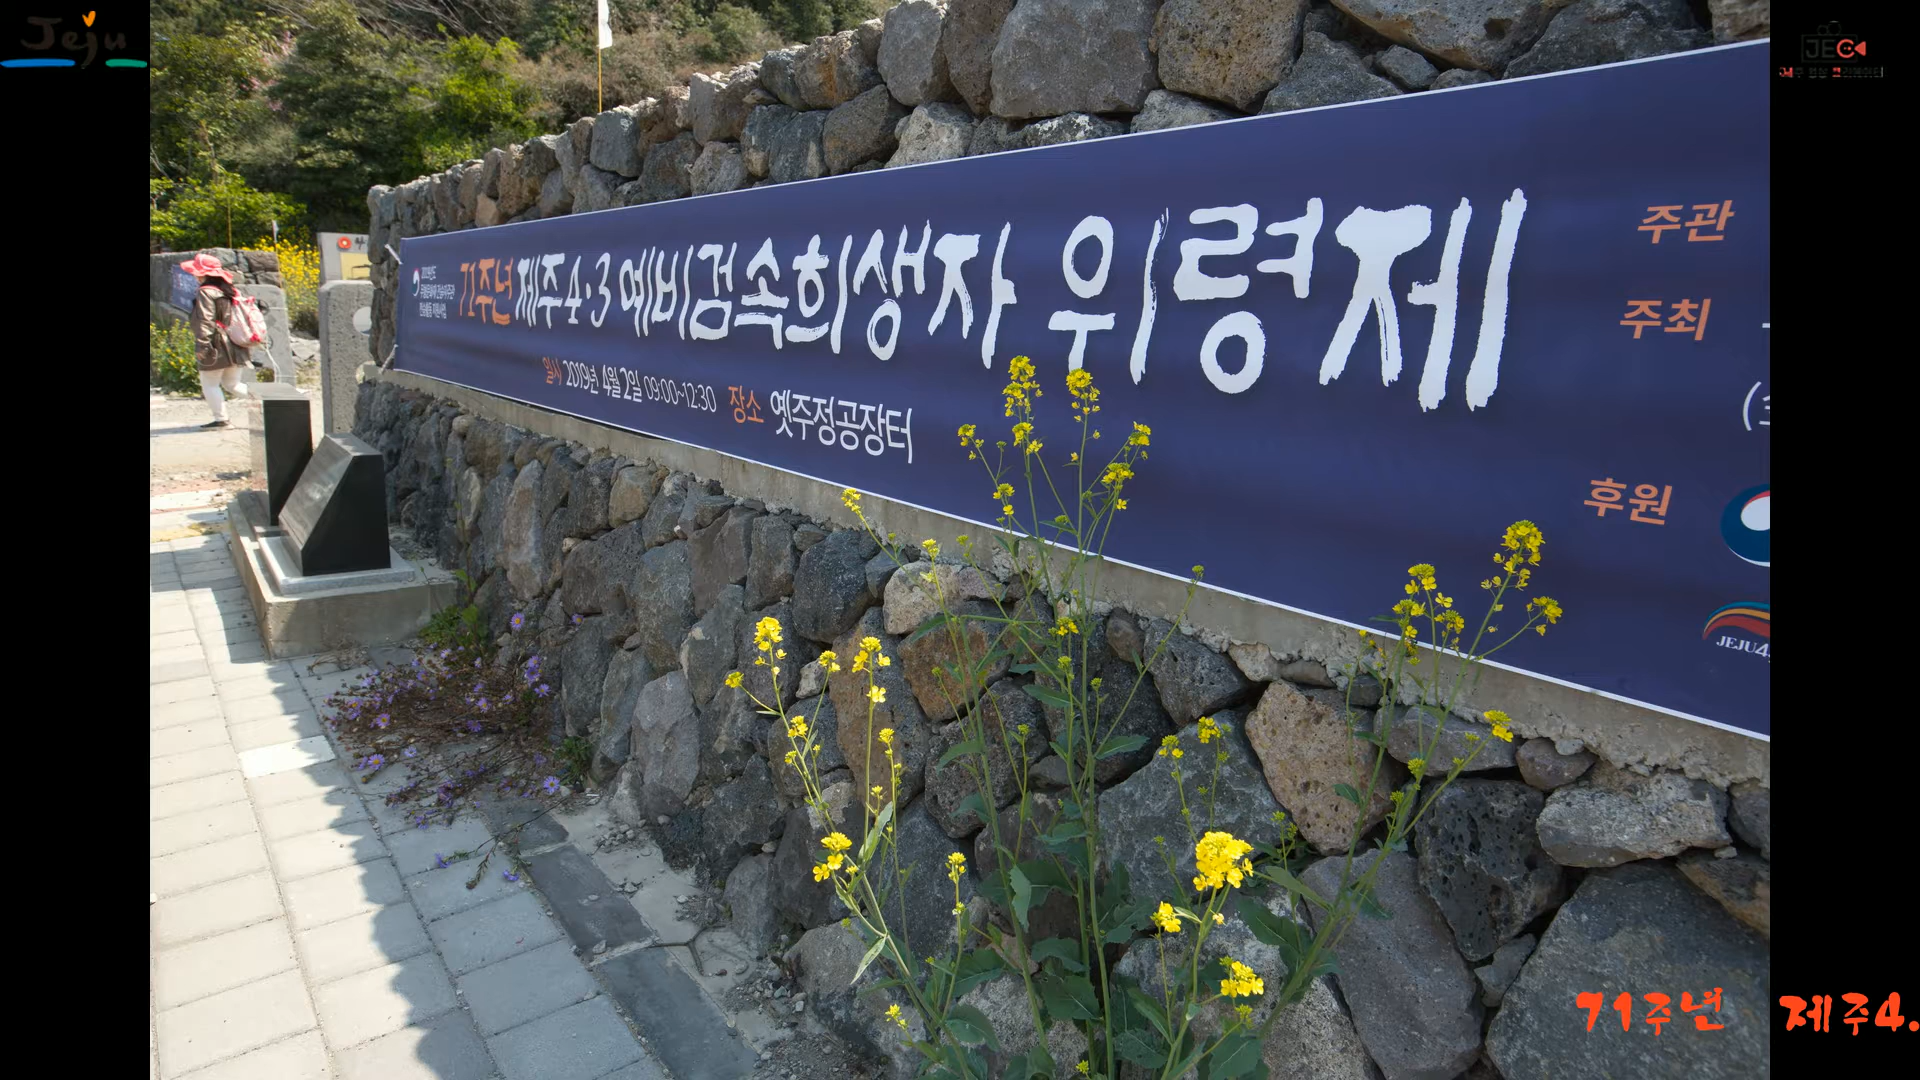 Jeju
JEC
71주년 제주4·3 예비검속희생자 위령제
일시 2019년 4월 2일 09:00~12:30 장소 옛주정공장터
주관
주최
후원
JEJU4
71주년 제주4.